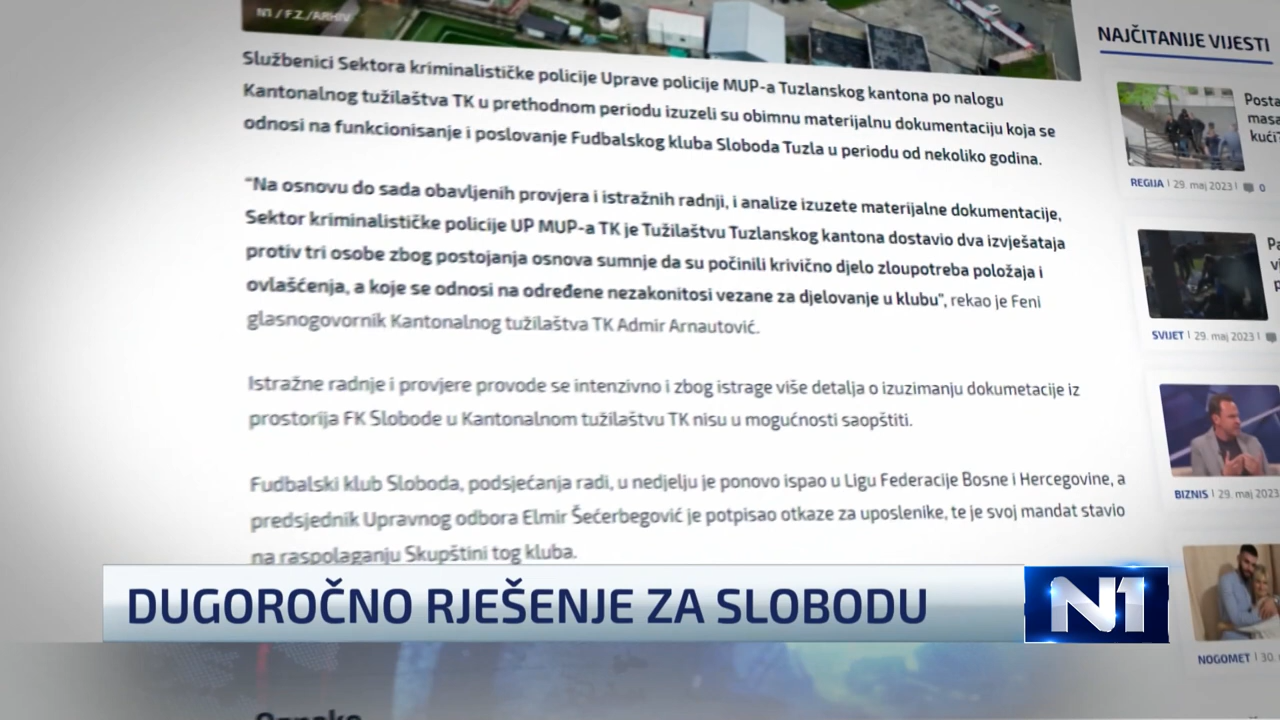 N1 / F.Z./ARHIV
Službenici Sektora kriminalističke policije Uprave policije MUP-a Tuzlanskog kantona po nalogu
Kantonalnog tužilaštva TK u prethodnom periodu izuzeli su obimnu materijalnu dokumentaciju koja se
odnosi na funkcionisanje i poslovanje Fudbalskog kluba Sloboda Tuzla u periodu od nekoliko godina.
"Na osnovu do sada obavljenih provjera i istražnih radnji, i analize izuzete materijalne dokumentacije,
Sektor kriminalističke policije UP MUP-a TK je Tužilaštvu Tuzlanskog kantona dostavio dva izvještaja
protiv tri osobe zbog postojanja osnova sumnje da su počinili krivično djelo zloupotreba položaja i
ovlašćenja, a koje se odnosi na određene nezakonitosi vezane za djelovanje u klubu", rekao je Feni
glasnogovornik Kantonalnog tužilaštva TK Admir Arnautović.
Istražne radnje i provjere provode se intenzivno i zbog istrage više detalja o izuzimanju dokumetacije iz
prostorija FK Slobode u Kantonalnom tužilaštvu TK nisu u mogućnosti saopštiti.
Fudbalski klub Sloboda, podsjećanja radi, u nedjelju je ponovo ispao u Ligu Federacije Bosne i Hercegovine, a
predsjednik Upravnog odbora Elmir Šećerbegović je potpisao otkaze za uposlenike, te je svoj mandat stavio
na raspolaganju Skupštini tog kluba.
NAJČITANIJE VIJESTI
REGIJA | 29. maj 2023 | 0
SVIJET | 29. maj 2023 |
BIZNIS | 29. maj 2023
NOGOMET | 30.
DUGOROČNO RJEŠENJE ZA SLOBODU
N1